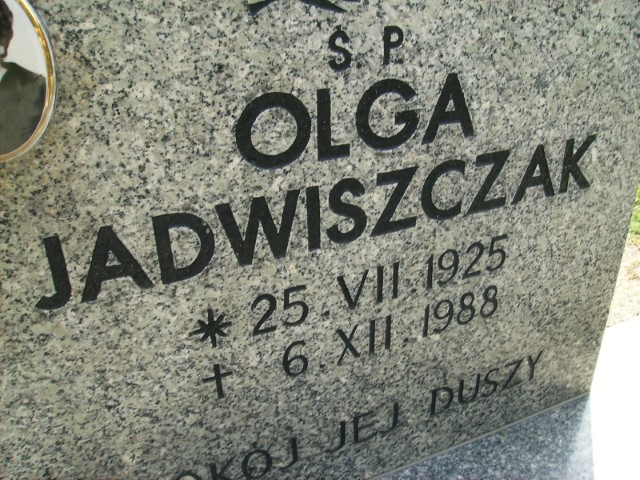 Ś. P.
OLGA
JADWISZCZAK
* 25. VII. 1925
† 6. XII. 1988
OKÓJ JEJ DUSZY